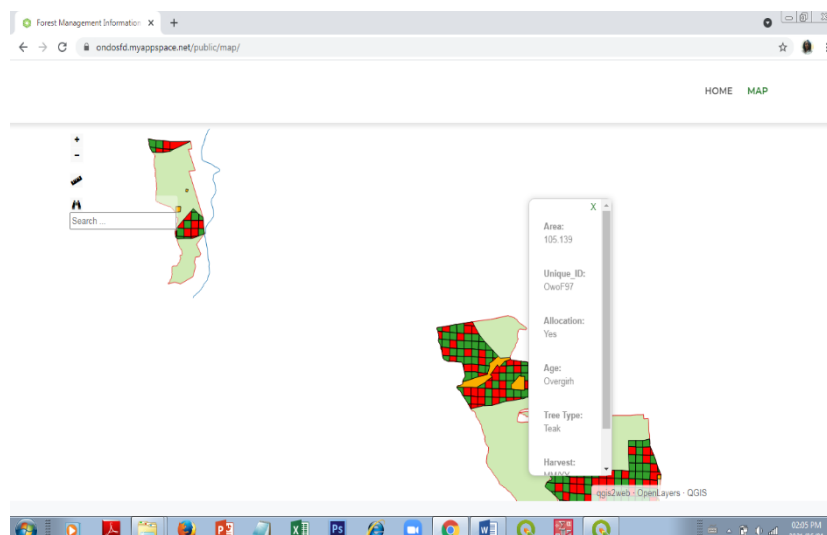 Forest Management Information
ondosfd.myappspace.net/public/map/
HOME MAP
+
-
Search ...
X
Area:
105.139
Unique_ID:
OwoF97
Allocation:
Yes
Age:
Overgirh
Tree Type:
Teak
Harvest:
qgis2web · OpenLayers · QGIS
02:05 PM